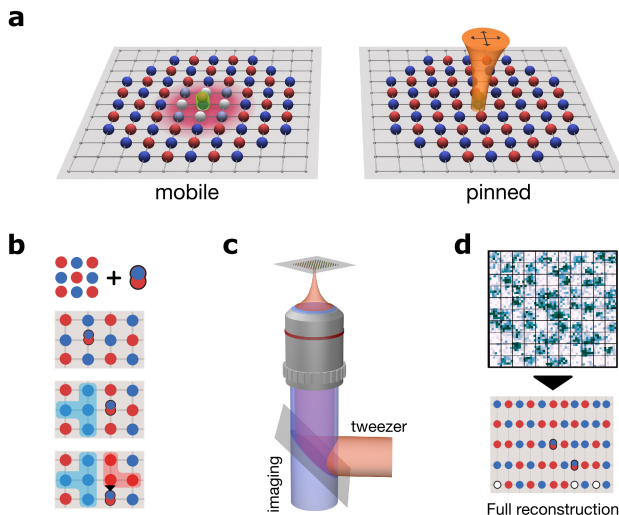 a
mobile
pinned
b
c
d
+
tweezer
imaging
Full reconstruction